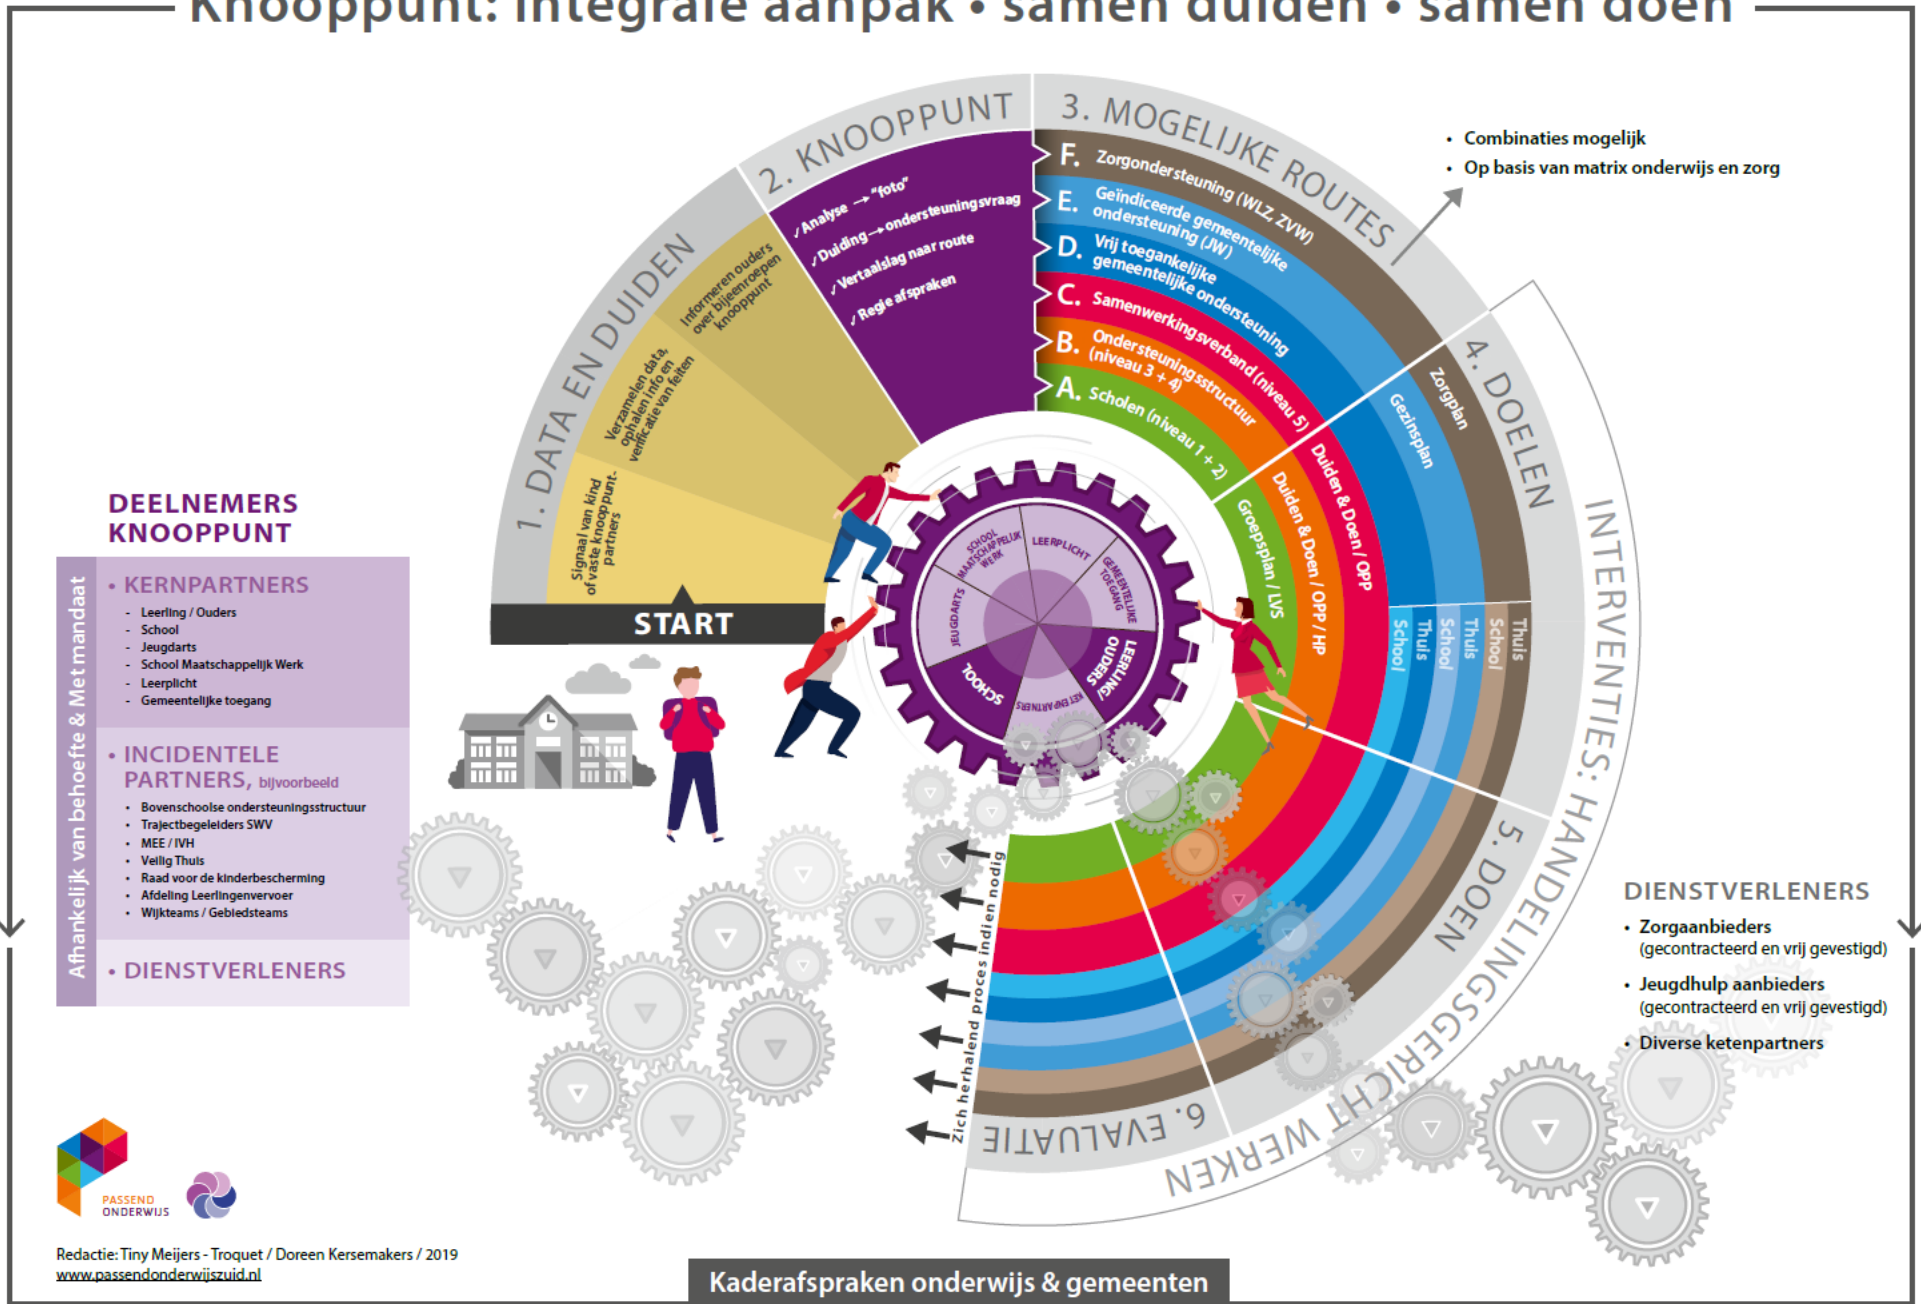 Knooppunt: integrale aanpak • samen duiden • samen doen
1. DATA EN DUIDEN
Signaal van kind
of vaste knooppunt-
partners
Verzamelen data,
ophalen info en
verificatie van feiten
Informeren ouders
over bijeenroepen
knooppunt
START
2. KNOOPPUNT
✓ Analyse → "foto"
✓ Duiding → ondersteuningsvraag
✓ Vertaalslag naar route
✓ Regie afspraken
3. MOGELIJKE ROUTES
F. Zorgondersteuning (WLZ, ZVW)
E. Geïndiceerde gemeentelijke
ondersteuning (JW)
D. Vrij toegankelijke
gemeentelijke ondersteuning
C. Samenwerkingsverband (niveau 5)
B. Ondersteuningsstructuur
(niveau 3 + 4)
A. Scholen (niveau 1 + 2)
• Combinaties mogelijk
• Op basis van matrix onderwijs en zorg
4. DOELEN
Zorgplan
Gezinsplan
Duiden & Doen / OPP
Duiden & Doen / OPP / HP
Groepsplan / LVS
School
Thuis
School
Thuis
School
Thuis
INTERVENTIES: HANDELINGSGERICHT WERKEN
5. DOEN
6. EVALUATIE
Zich herhalend proces indien nodig
SCHOOL
MAATSCHAPPELIJK
WERK
LEERPLICHT
GEMEENTELIJKE
TOEGANG
LEERLING/
OUDERS
KETENPARTNERS
SCHOOL
JEUGDARTS
DEELNEMERS
KNOOPPUNT
Afhankelijk van behoefte & Met mandaat
• KERNPARTNERS
- Leerling / Ouders
- School
- Jeugdarts
- School Maatschappelijk Werk
- Leerplicht
- Gemeentelijke toegang
• INCIDENTELE
PARTNERS, bijvoorbeeld
• Bovenschoolse ondersteuningsstructuur
• Trajectbegeleiders SWV
• MEE / IVH
• Veilig Thuis
• Raad voor de kinderbescherming
• Afdeling Leerlingenvervoer
• Wijkteams / Gebiedsteams
• DIENSTVERLENERS
DIENSTVERLENERS
• Zorgaanbieders
(gecontracteerd en vrij gevestigd)
• Jeugdhulp aanbieders
(gecontracteerd en vrij gevestigd)
• Diverse ketenpartners
PASSEND
ONDERWIJS
Redactie: Tiny Meijers - Troquet / Doreen Kersemakers / 2019
www.passendonderwijszuid.nl
Kaderafspraken onderwijs & gemeenten